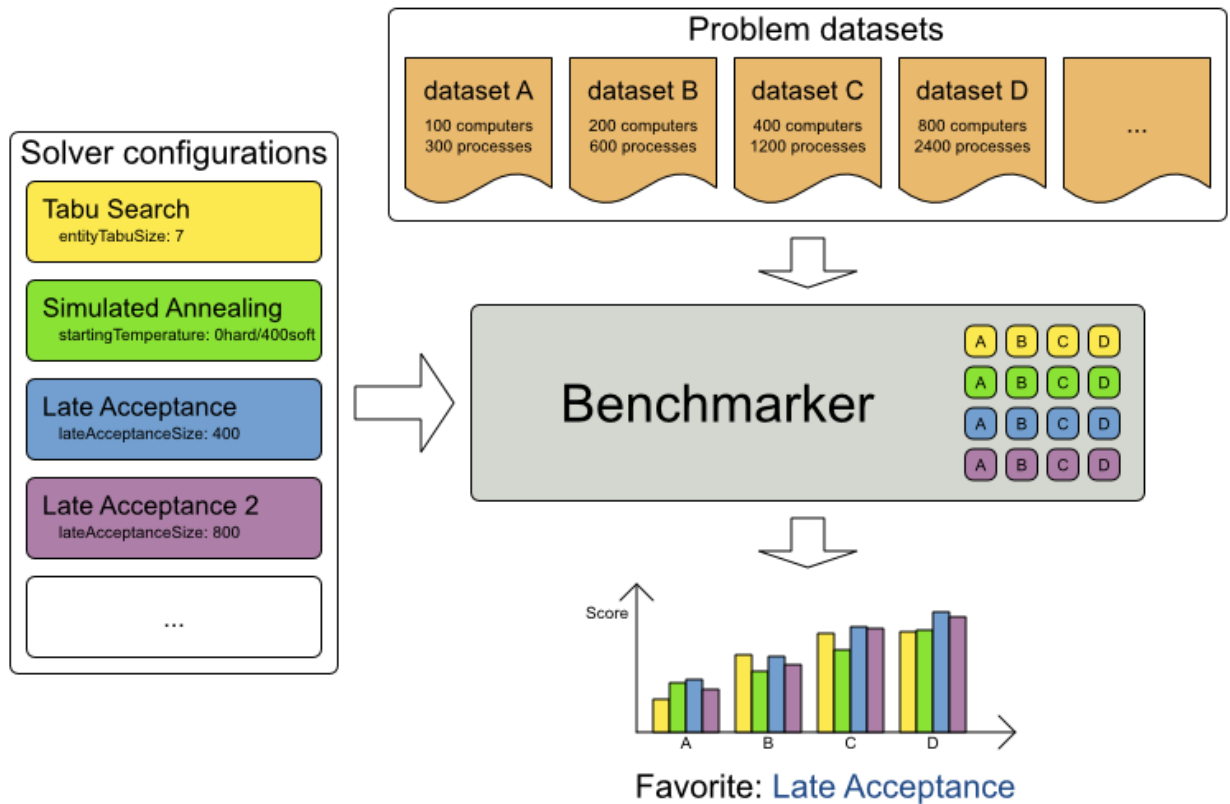 Problem datasets
dataset A
100 computers
300 processes
dataset B
200 computers
600 processes
dataset C
400 computers
1200 processes
dataset D
800 computers
2400 processes
...
Solver configurations
Tabu Search
entityTabuSize: 7
Simulated Annealing
startingTemperature: 0hard/400soft
Late Acceptance
lateAcceptanceSize: 400
Late Acceptance 2
lateAcceptanceSize: 800
...
Benchmarker
A B C D
A B C D
A B C D
A B C D
Score
A B C D
Favorite: Late Acceptance